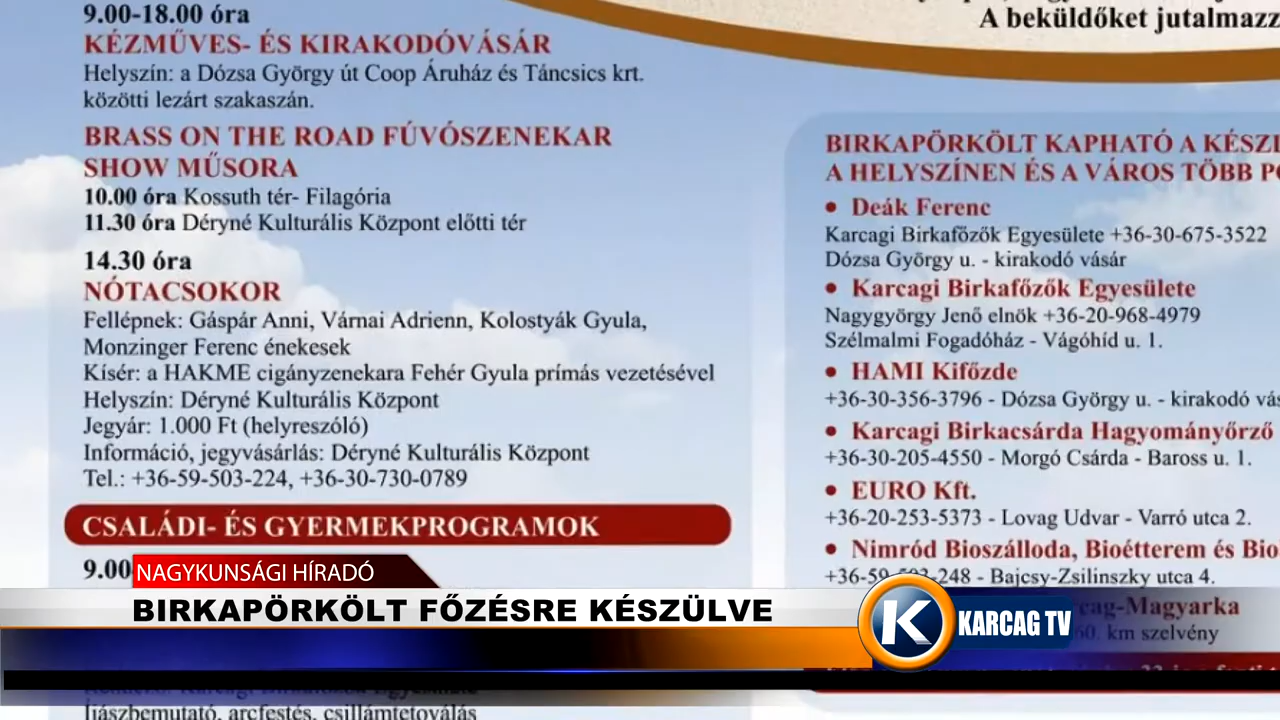 9.00-18.00 óra
KÉZMŰVES- ÉS KIRAKODÓVÁSÁR
Helyszín: a Dózsa György út Coop Áruház és Táncsics krt.
közötti lezárt szakaszán.
BRASS ON THE ROAD FÚVÓSZENEKAR
SHOW MŰSORA
10.00 óra Kossuth tér- Filagória
11.30 óra Déryné Kulturális Központ előtti tér
14.30 óra
NÓTACSOKOR
Fellépnek: Gáspár Anni, Várnai Adrienn, Kolostyák Gyula,
Monzinger Ferenc énekesek
Kísér: a HAKME cigányzenekara Fehér Gyula prímás vezetésével
Helyszín: Déryné Kulturális Központ
Jegyár: 1.000 Ft (helyreszóló)
Információ, jegyvásárlás: Déryné Kulturális Központ
Tel.: +36-59-503-224, +36-30-730-0789
CSALÁDI- ÉS GYERMEKPROGRAMOK
9.00
A beküldőket jutalmazz
BIRKAPÖRKÖLT KAPHATÓ A KÉSZ
A HELYSZÍNEN ÉS A VÁROS TÖBB
• Deák Ferenc
Karcagi Birkafőzők Egyesülete +36-30-675-3522
Dózsa György u. - kirakodó vásár
• Karcagi Birkafőzők Egyesülete
Nagygyörgy Jenő elnök +36-20-968-4979
Szélmalmi Fogadóház - Vágóhíd u. 1.
• HAMI Kifőzde
+36-30-356-3796 - Dózsa György u. - kirakodó vás
• Karcagi Birkacsárda Hagyományőrző
+36-30-205-4550 - Morgó Csárda - Baross u. 1.
• EURO Kft.
+36-20-253-5373 - Lovag Udvar - Varró utca 2.
• Nimród Bioszálloda, Bioétterem és Bio
+36-59- -248 - Bajcsy-Zsilinszky utca 4.
cag-Magyarka
60. km szelvény
NAGYKUNSÁGI HÍRADÓ
BIRKAPÖRKÖLT FŐZÉSRE KÉSZÜLVE
K KARCAG TV
Íjászbemutató, arcfestés, csillámtetoválás